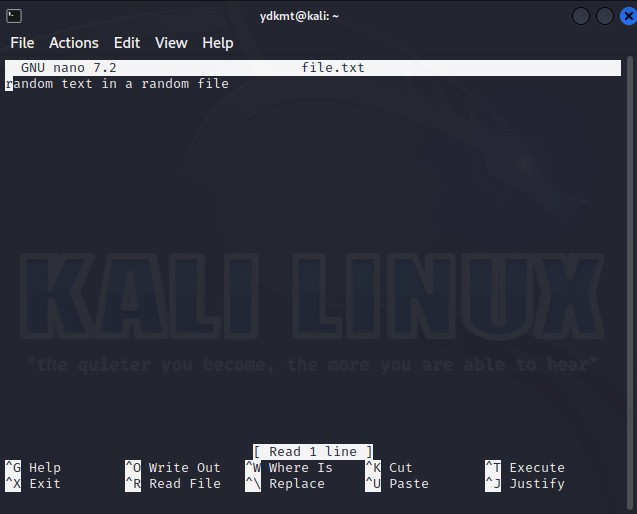 ydkmt@kali: ~
File Actions Edit View Help
GNU nano 7.2 file.txt
random text in a random file
KALI LINUX
"the quieter you become, the more you are able to hear"
[ Read 1 line ]
^G Help ^O Write Out ^W Where Is ^K Cut ^T Execute
^X Exit ^R Read File ^\ Replace ^U Paste ^J Justify